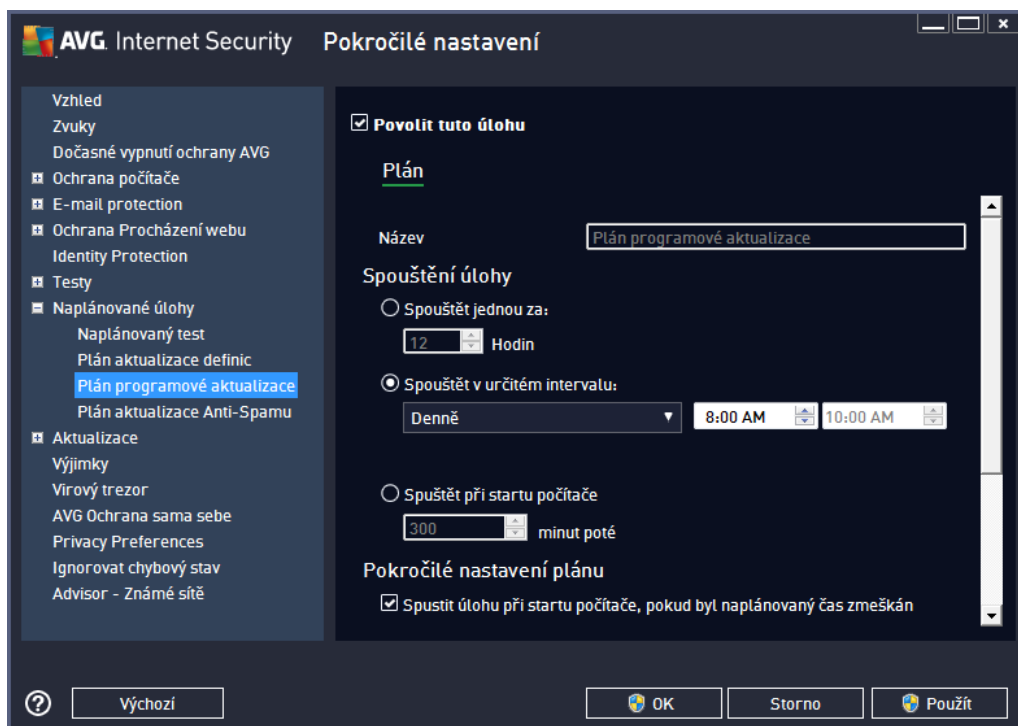 AVG. Internet Security Pokročilé nastavení
Vzhled
Zvuky
Dočasné vypnutí ochrany AVG
Ochrana počítače
E-mail protection
Ochrana Procházení webu
Identity Protection
Testy
Naplánované úlohy
Naplánovaný test
Plán aktualizace definic
Plán programové aktualizace
Plán aktualizace Anti-Spamu
Aktualizace
Výjimky
Virový trezor
AVG Ochrana sama sebe
Privacy Preferences
Ignorovat chybový stav
Advisor - Známé sítě
Povolit tuto úlohu
Plán
Název Plán programové aktualizace
Spouštění úlohy
Spouštět jednou za:
12 Hodin
Spouštět v určitém intervalu:
Denně 8:00 AM 10:00 AM
Spuštět při startu počítače
300 minut poté
Pokročilé nastavení plánu
Spustit úlohu při startu počítače, pokud byl naplánovaný čas zmeškán
? Výchozí OK Storno Použít